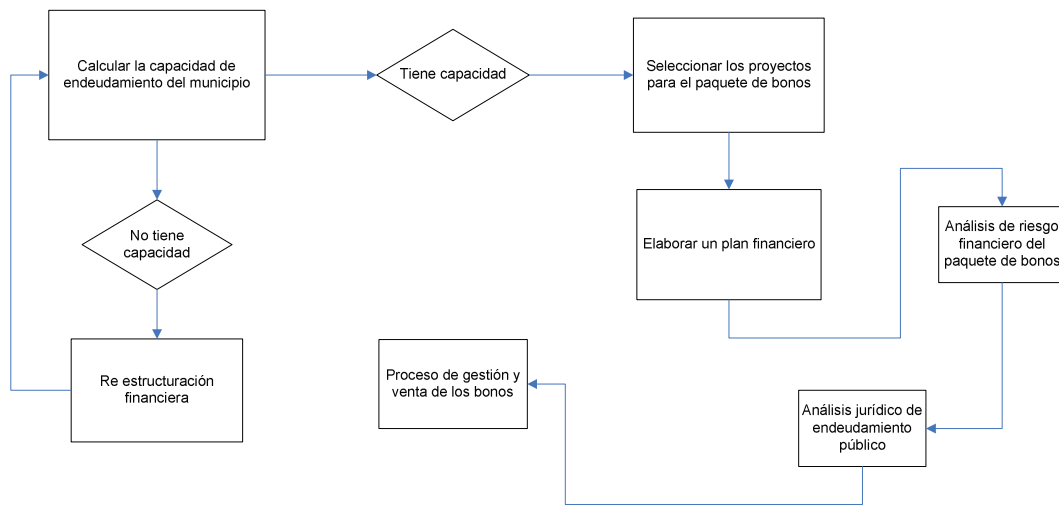 Calcular la capacidad de
endeudamiento del municipio
Tiene capacidad
Seleccionar los proyectos
para el paquete de bonos
No tiene
capacidad
Elaborar un plan financiero
Análisis de riesgo
financiero del
paquete de bonos
Re estructuración
financiera
Proceso de gestión y
venta de los bonos
Análisis jurídico de
endeudamiento
público